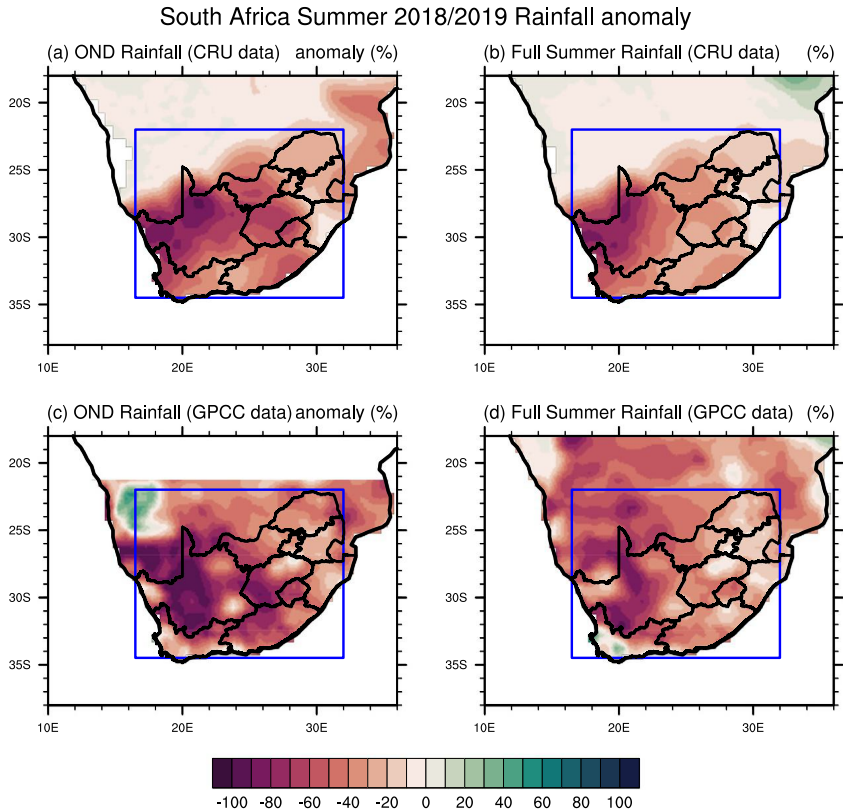 South Africa Summer 2018/2019 Rainfall anomaly
(a) OND Rainfall (CRU data) anomaly (%)
(b) Full Summer Rainfall (CRU data) (%)
20S
25S
30S
35S
10E 20E 30E
20S
25S
30S
35S
10E 20E 30E
(c) OND Rainfall (GPCC data) anomaly (%)
(d) Full Summer Rainfall (GPCC data) (%)
20S
25S
30S
35S
10E 20E 30E
20S
25S
30S
35S
10E 20E 30E
-100 -80 -60 -40 -20 0 20 40 60 80 100